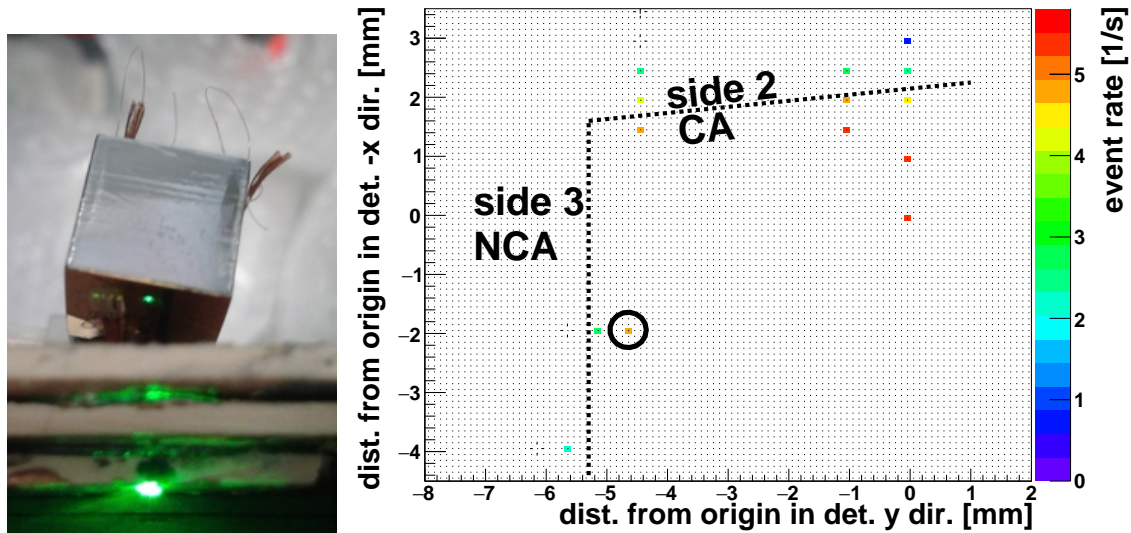 dist. from origin in det. -x dir. [mm]
3
2
1
0
−1
−2
−3
−4
side 2
CA
side 3
NCA
−8 −7 −6 −5 −4 −3 −2 −1 0 1 2
dist. from origin in det. y dir. [mm]
5
4
3
2
1
0
event rate [1/s]